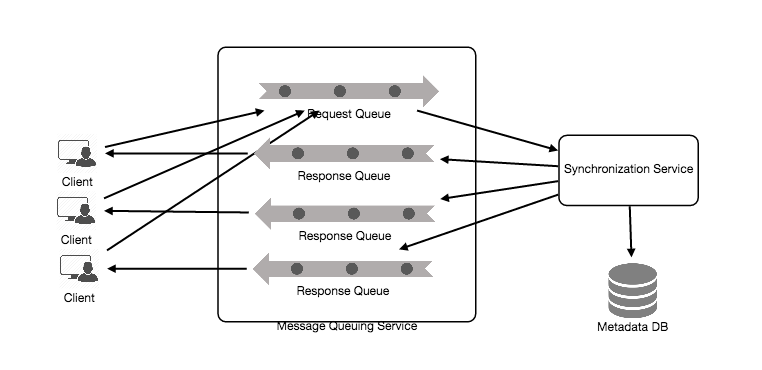 Request Queue
Response Queue
Synchronization Service
Client
Response Queue
Client
Response Queue
Client
Message Queuing Service
Metadata DB